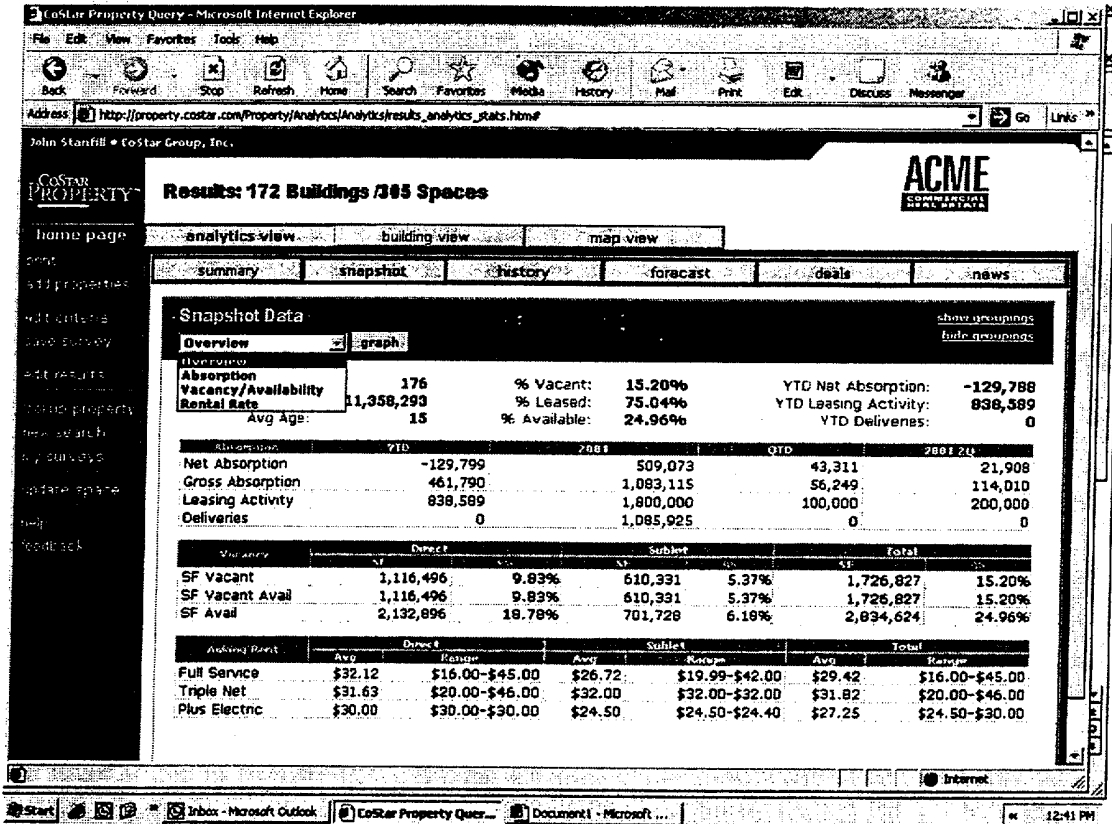 CoStar Property Query - Microsoft Internet Explorer
File Edit View Favorites Tools Help
Back Forward Stop Refresh Home Search Favorites Media History Mail Print Edit Discuss Messenger
Address http://property.costar.com/Property/Analytics/Analytics/results_analytics_stats.htm# Go Links »
John Stanfill • CoStar Group, Inc.
COSTAR PROPERTY
Results: 172 Buildings /385 Spaces
ACME
COMMERCIAL REAL ESTATE
home page
analytics view building view map view
print
add properties
edit criteria
save survey
edit results
lookup property
new search
my surveys
update space
help
feedback
summary snapshot history forecast deals news
Snapshot Data
show groupings
hide groupings
Overview graph
Overview
Absorption
Vacancy/Availability
Rental Rate
176 % Vacant: 15.20% YTD Net Absorption: -129,788
11,358,293 % Leased: 75.04% YTD Leasing Activity: 838,589
Avg Age: 15 % Available: 24.96% YTD Deliveries: 0
Absorption YTD 2001 QTD 2001 2Q
Net Absorption -129,799 509,073 43,311 21,908
Gross Absorption 461,790 1,083,115 56,249 114,010
Leasing Activity 838,589 1,800,000 100,000 200,000
Deliveries 0 1,085,925 0 0
Vacancy Direct Sublet Total
SF % SF % SF %
SF Vacant 1,116,496 9.83% 610,331 5.37% 1,726,827 15.20%
SF Vacant Avail 1,116,496 9.83% 610,331 5.37% 1,726,827 15.20%
SF Avail 2,132,896 18.78% 701,728 6.18% 2,834,624 24.96%
Asking Rent Direct Sublet Total
Avg Range Avg Range Avg Range
Full Service $32.12 $16.00-$45.00 $26.72 $19.99-$42.00 $29.42 $16.00-$45.00
Triple Net $31.63 $20.00-$46.00 $32.00 $32.00-$32.00 $31.82 $20.00-$46.00
Plus Electric $30.00 $30.00-$30.00 $24.50 $24.50-$24.40 $27.25 $24.50-$30.00
Internet
Start » Inbox - Microsoft Outlook CoStar Property Quer... Document1 - Microsoft ... « 12:41 PM